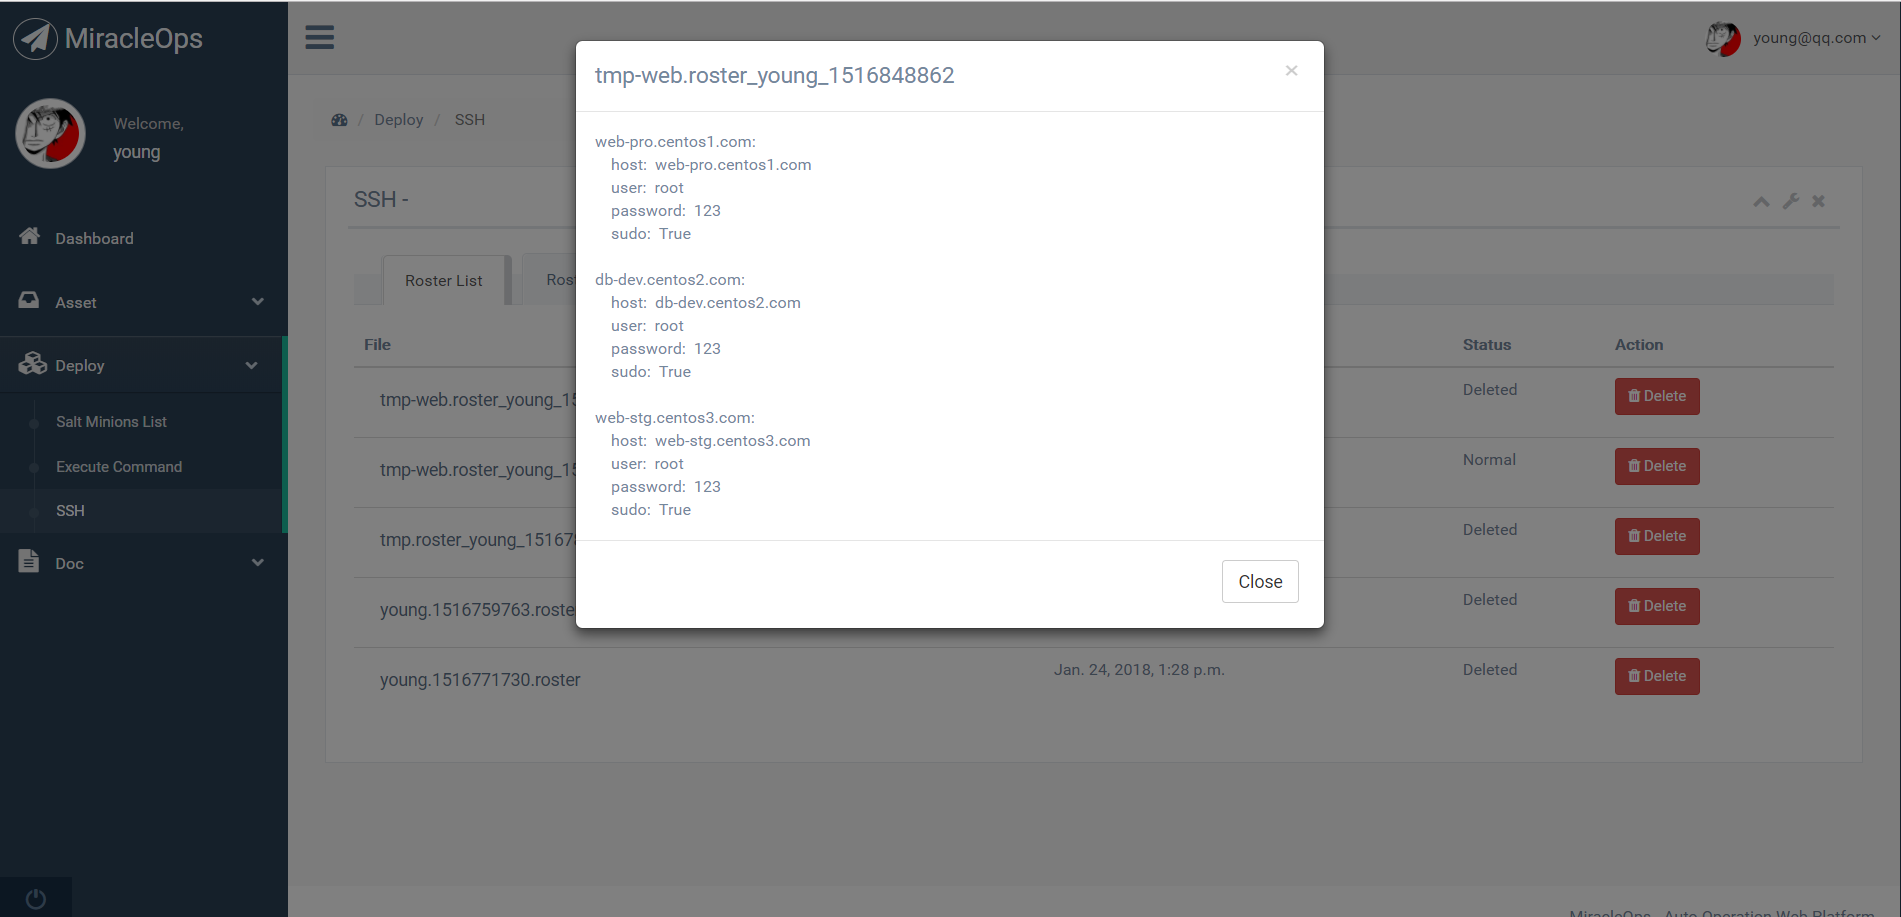 MiracleOps
young@qq.com
Welcome,
young
Dashboard
Asset
Deploy
Salt Minions List
Execute Command
SSH
Doc
/ Deploy / SSH
SSH -
Roster List
File
Status
Action
tmp-web.roster_young_15
Deleted
Delete
tmp-web.roster_young_15
Normal
Delete
tmp.roster_young_15167
Deleted
Delete
young.1516759763.roste
Deleted
Delete
young.1516771730.roster
Jan. 24, 2018, 1:28 p.m.
Deleted
Delete
tmp-web.roster_young_1516848862
×
web-pro.centos1.com:
host: web-pro.centos1.com
user: root
password: 123
sudo: True
db-dev.centos2.com:
host: db-dev.centos2.com
user: root
password: 123
sudo: True
web-stg.centos3.com:
host: web-stg.centos3.com
user: root
password: 123
sudo: True
Close
MiracleOps - Auto Operation Web Platform